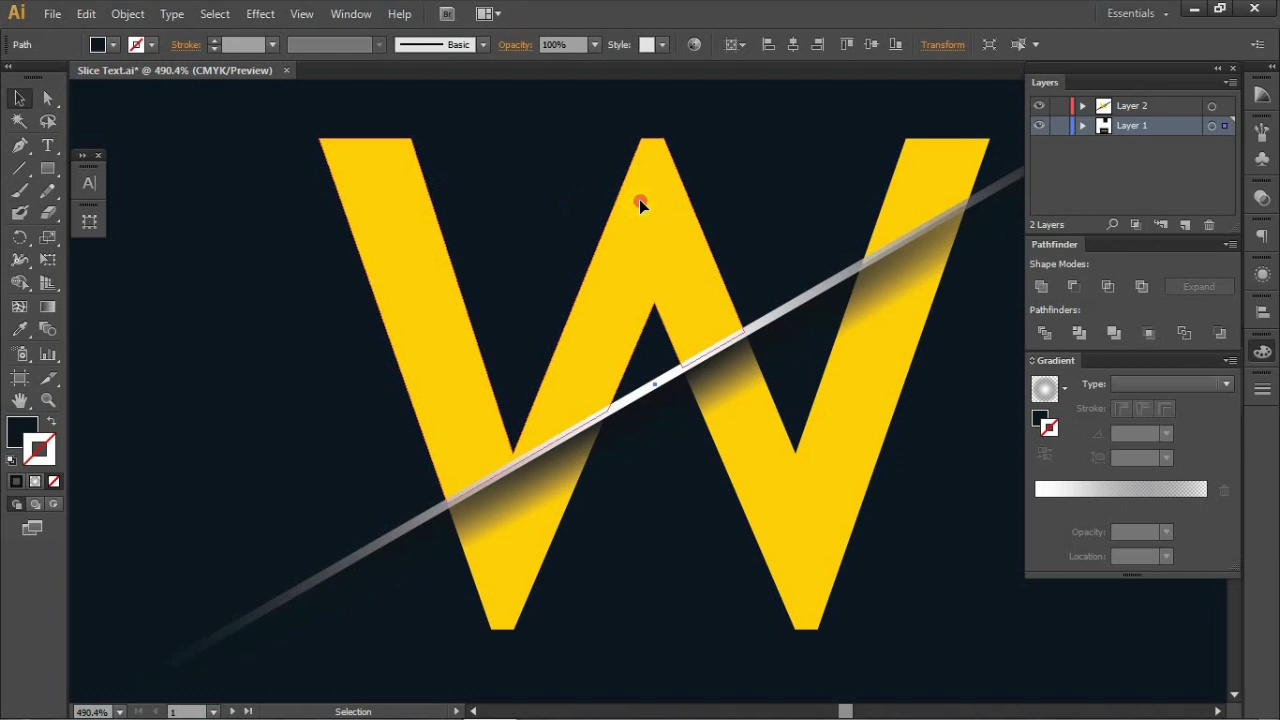 Ai File Edit Object Type Select Effect View Window Help Br Essentials
Path Stroke: Basic Opacity: 100% Style: Transform
Slice Text.ai* @ 490.4% (CMYK/Preview)
Layers
Layer 2
Layer 1
2 Layers
Pathfinder
Shape Modes:
Expand
Pathfinders:
Gradient
Type:
Stroke:
Opacity:
Location:
A
T
W
490.4% 1 Selection